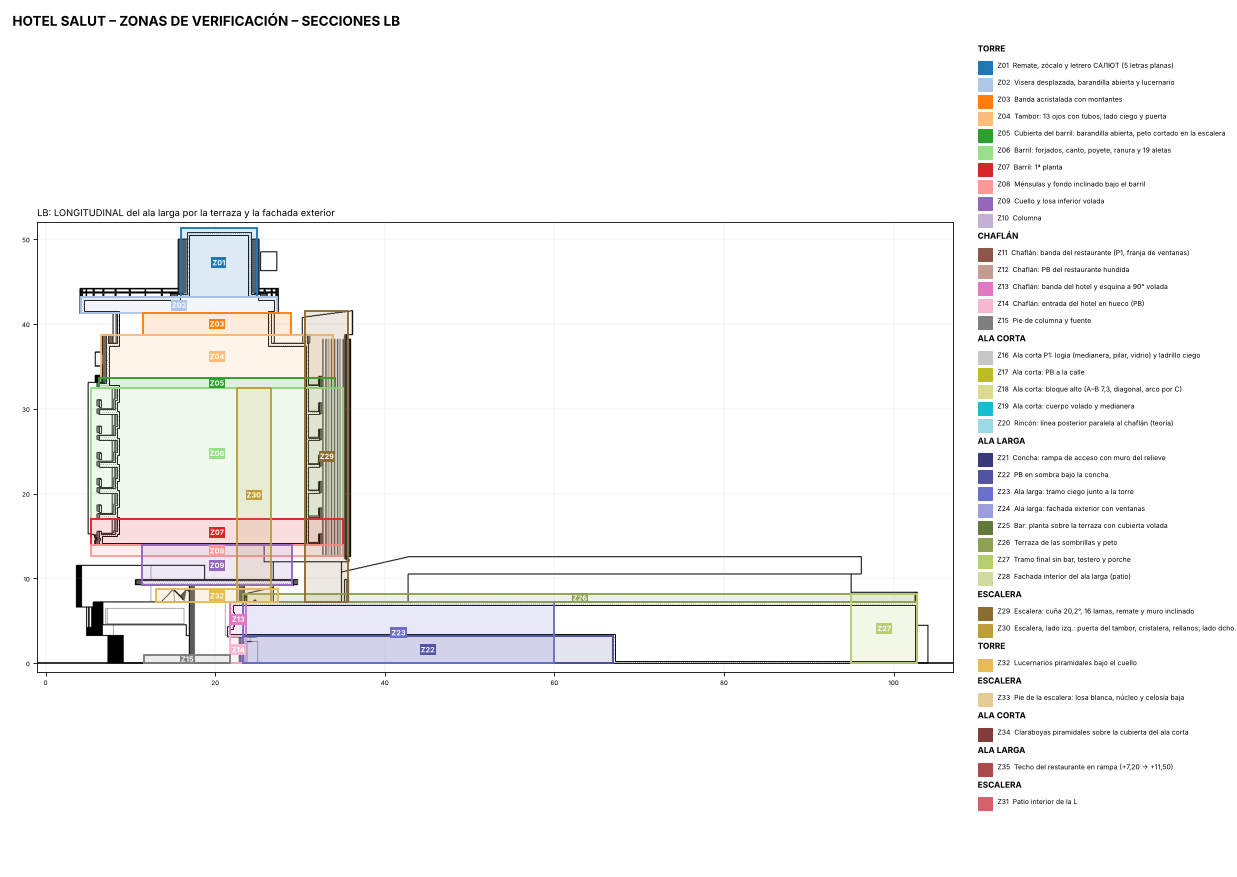 HOTEL SALUT – ZONAS DE VERIFICACIÓN – SECCIONES LB
LB: LONGITUDINAL del ala larga por la terraza y la fachada exterior
50
40
30
20
10
0
0
20
40
60
80
100
Z01
Z02
Z03
Z04
Z05
Z06
Z29
Z30
Z07
Z08
Z09
Z32
Z26
Z13
Z23
Z27
Z14
Z22
Z15
TORRE
Z01 Remate, zócalo y letrero САЛЮТ (5 letras planas)
Z02 Visera desplazada, barandilla abierta y lucernario
Z03 Banda acristalada con montantes
Z04 Tambor: 13 ojos con tubos, lado ciego y puerta
Z05 Cubierta del barril: barandilla abierta, peto cortado en la escalera
Z06 Barril: forjados, canto, poyete, ranura y 19 aletas
Z07 Barril: 1ª planta
Z08 Ménsulas y fondo inclinado bajo el barril
Z09 Cuello y losa inferior volada
Z10 Columna
CHAFLÁN
Z11 Chaflán: banda del restaurante (P1, franja de ventanas)
Z12 Chaflán: PB del restaurante hundida
Z13 Chaflán: banda del hotel y esquina a 90° volada
Z14 Chaflán: entrada del hotel en hueco (PB)
Z15 Pie de columna y fuente
ALA CORTA
Z16 Ala corta P1: logia (medianera, pilar, vidrio) y ladrillo ciego
Z17 Ala corta: PB a la calle
Z18 Ala corta: bloque alto (A–B 7,3, diagonal, arco por C)
Z19 Ala corta: cuerpo volado y medianera
Z20 Rincón: línea posterior paralela al chaflán (teoría)
ALA LARGA
Z21 Concha: rampa de acceso con muro del relieve
Z22 PB en sombra bajo la concha
Z23 Ala larga: tramo ciego junto a la torre
Z24 Ala larga: fachada exterior con ventanas
Z25 Bar: planta sobre la terraza con cubierta volada
Z26 Terraza de las sombrillas y peto
Z27 Tramo final sin bar, testero y porche
Z28 Fachada interior del ala larga (patio)
ESCALERA
Z29 Escalera: cuña 20,2°, 16 lamas, remate y muro inclinado
Z30 Escalera, lado izq.: puerta del tambor, cristalera, rellanos; lado dcho.
TORRE
Z32 Lucernarios piramidales bajo el cuello
ESCALERA
Z33 Pie de la escalera: losa blanca, núcleo y celosía baja
ALA CORTA
Z34 Claraboyas piramidales sobre la cubierta del ala corta
ALA LARGA
Z35 Techo del restaurante en rampa (+7,20 → +11,50)
ESCALERA
Z31 Patio interior de la L